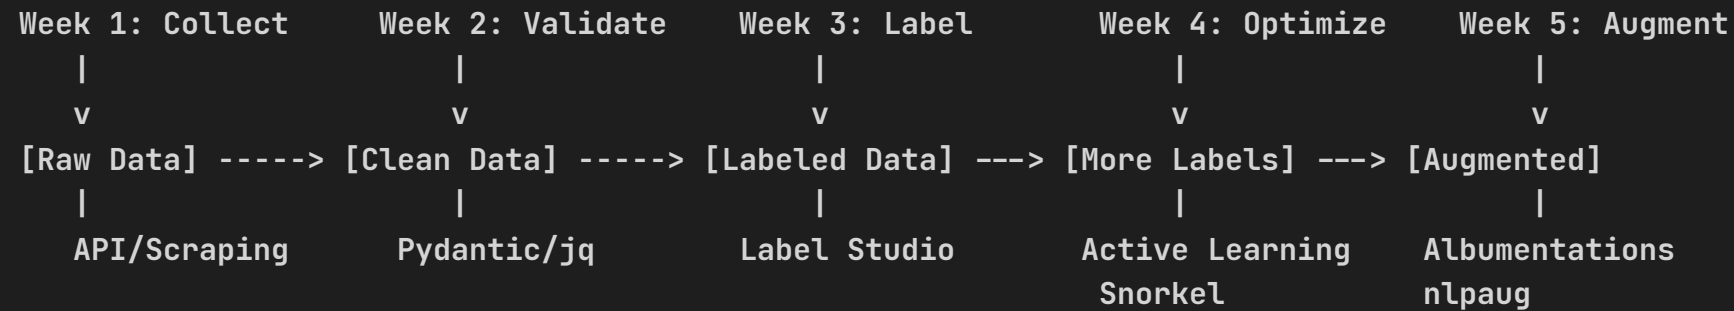 Week 1: Collect     Week 2: Validate    Week 3: Label       Week 4: Optimize    Week 5: Augment
   |                    |                   |                   |                   |
   v                    v                   v                   v                   v
[Raw Data] -----> [Clean Data] -----> [Labeled Data] ---> [More Labels] ---> [Augmented]
   |                    |                   |                   |                   |
   API/Scraping      Pydantic/jq        Label Studio       Active Learning    Albumentations
                                                            Snorkel           nlpaug